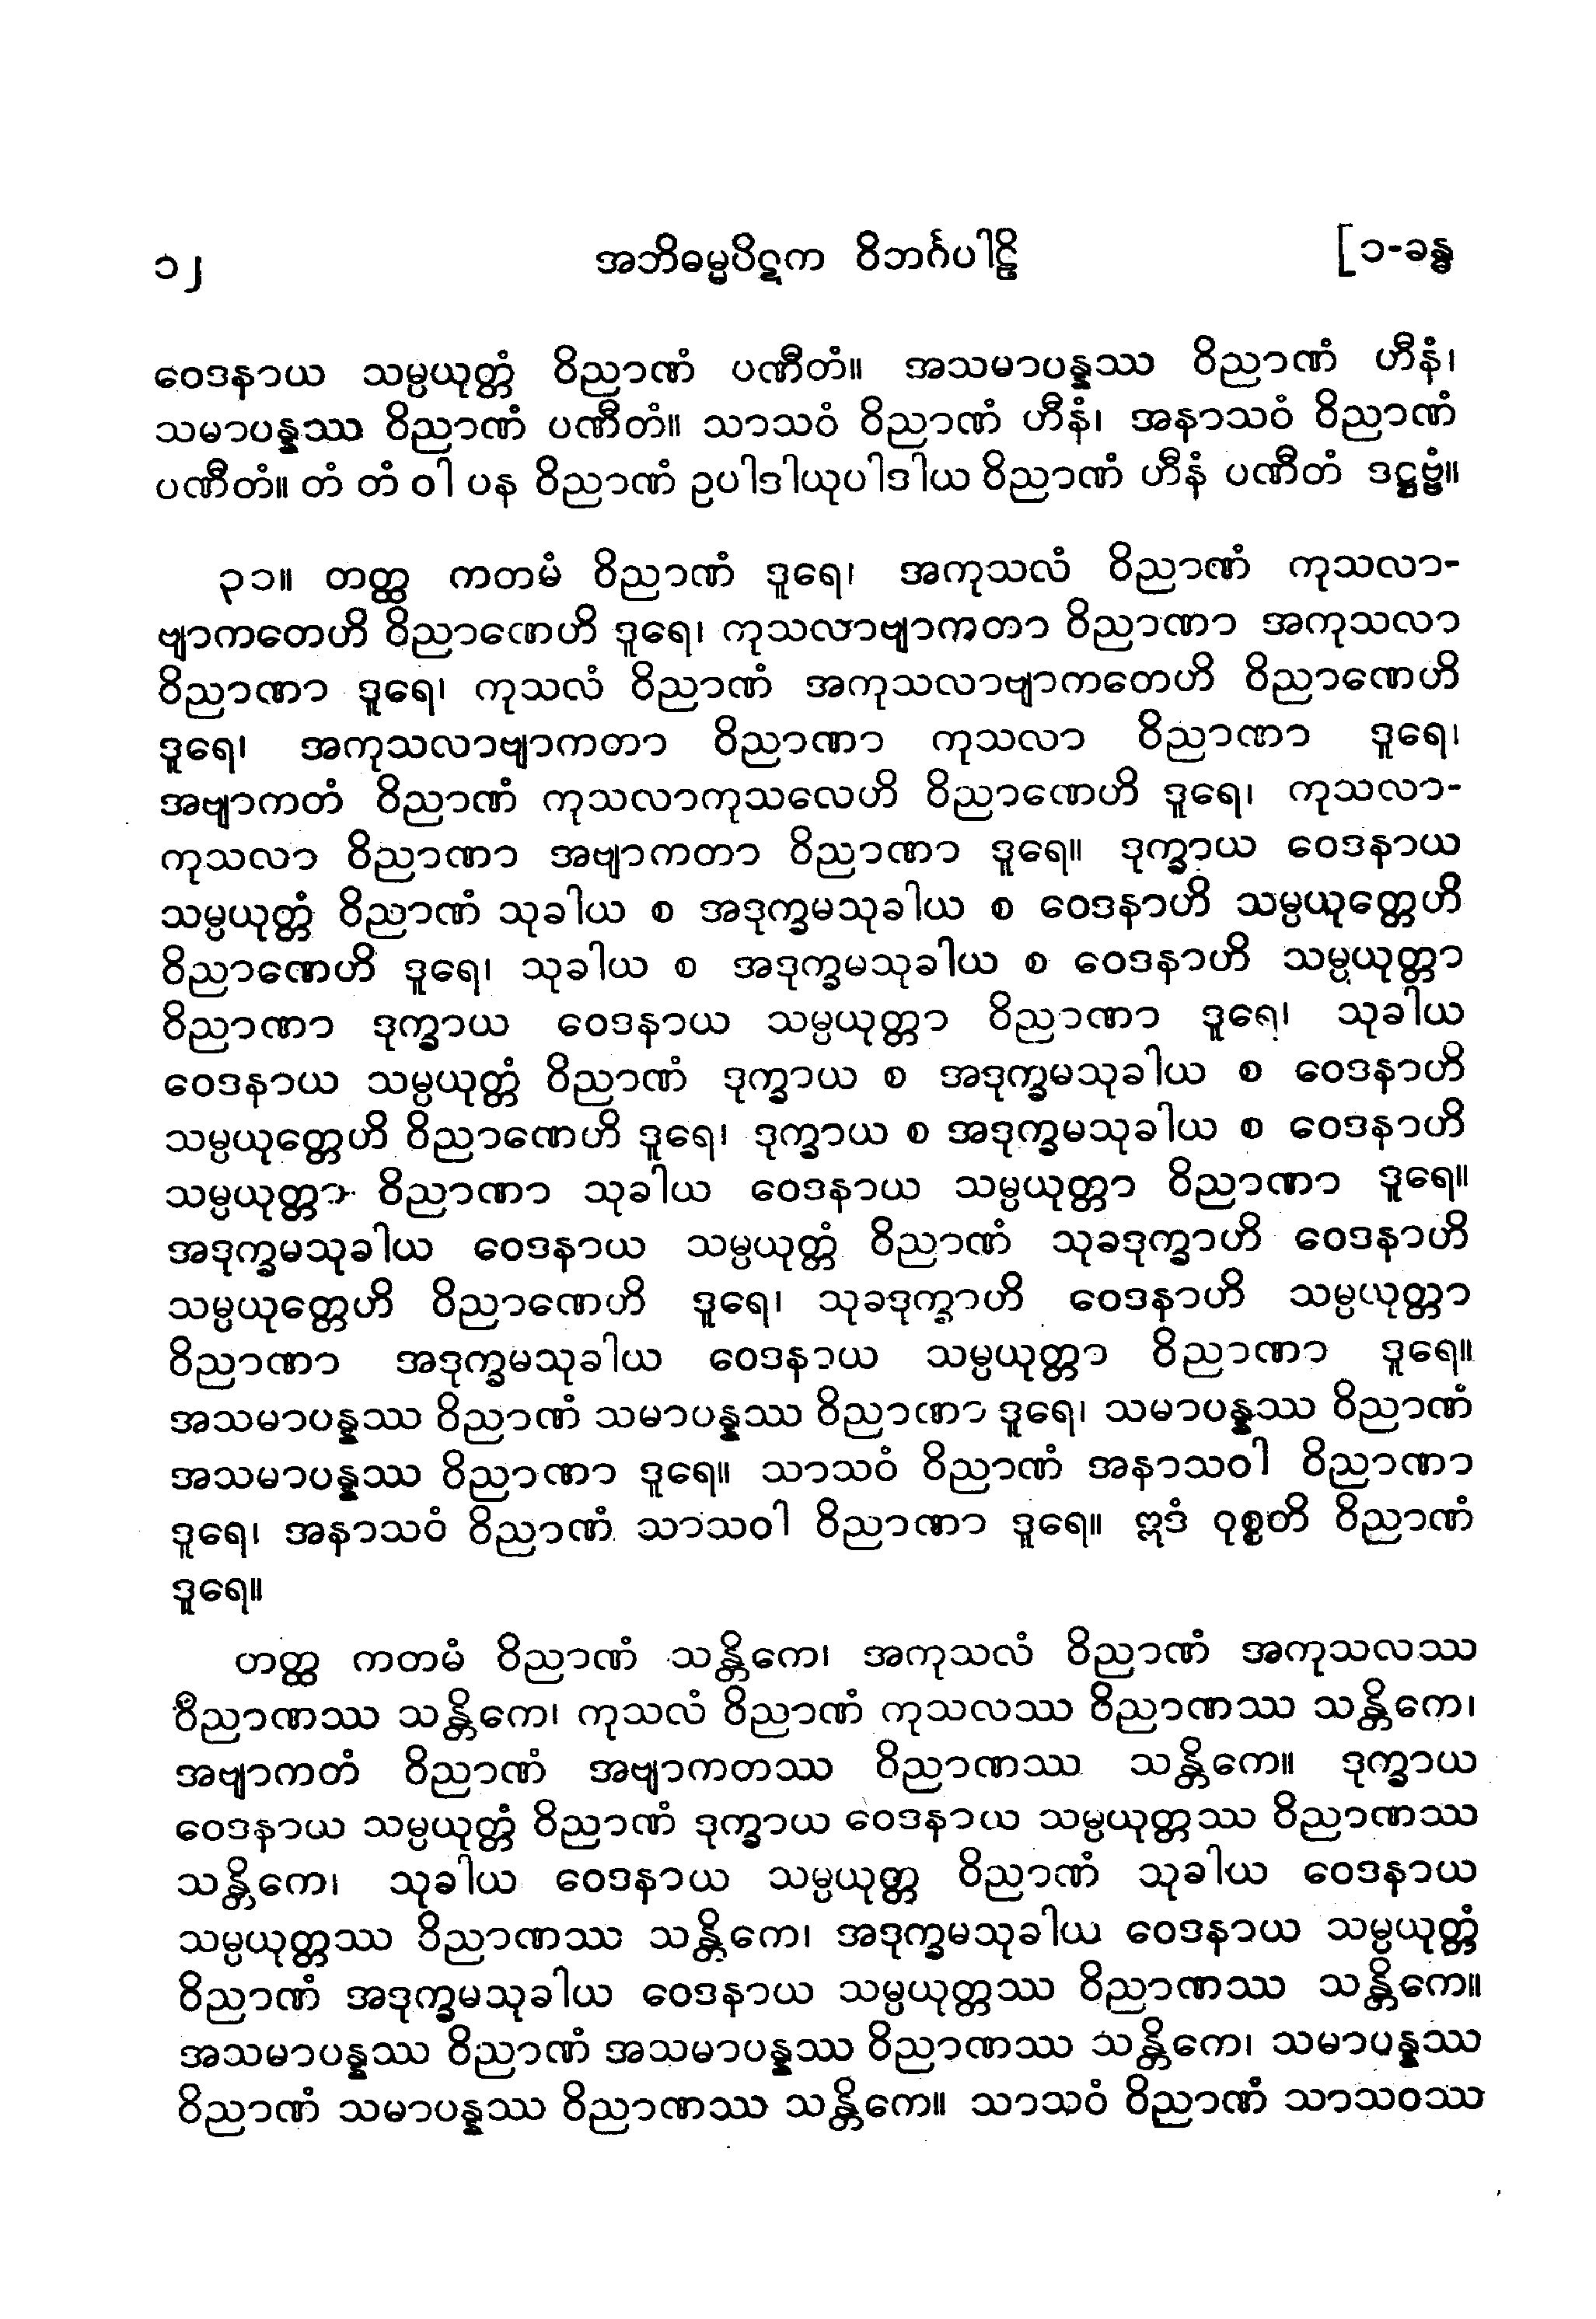 ၁၂ အဘိဓမ္မပိဋက ဝိဘင်္ဂပါဠိ [၁-ခန္ဓ
ဝေဒနာယ သမ္ပယုတ္တံ ဝိညာဏံ ပဏီတံ။ အသမာပန္နဿ ဝိညာဏံ ဟီနံ၊
သမာပန္နဿ ဝိညာဏံ ပဏီတံ။ သာသဝံ ဝိညာဏံ ဟီနံ၊ အနာသဝံ ဝိညာဏံ
ပဏီတံ။ တံ တံ ဝါ ပန ဝိညာဏံ ဥပါဒါယုပါဒါယ ဝိညာဏံ ဟီနံ ပဏီတံ ဒဋ္ဌဗ္ဗံ။
၃၁။ တတ္ထ ကတမံ ဝိညာဏံ ဒူရေ၊ အကုသလံ ဝိညာဏံ ကုသလာ-
ဗျာကတေဟိ ဝိညာဏေဟိ ဒူရေ၊ ကုသလာဗျာကတာ ဝိညာဏာ အကုသလာ
ဝိညာဏာ ဒူရေ၊ ကုသလံ ဝိညာဏံ အကုသလာဗျာကတေဟိ ဝိညာဏေဟိ
ဒူရေ၊ အကုသလာဗျာကတာ ဝိညာဏာ ကုသလာ ဝိညာဏာ ဒူရေ၊
အဗျာကတံ ဝိညာဏံ ကုသလာကုသလေဟိ ဝိညာဏေဟိ ဒူရေ၊ ကုသလာ-
ကုသလာ ဝိညာဏာ အဗျာကတာ ဝိညာဏာ ဒူရေ။ ဒုက္ခာယ ဝေဒနာယ
သမ္ပယုတ္တံ ဝိညာဏံ သုခါယ စ အဒုက္ခမသုခါယ စ ဝေဒနာဟိ သမ္ပယုတ္တေဟိ
ဝိညာဏေဟိ ဒူရေ၊ သုခါယ စ အဒုက္ခမသုခါယ စ ဝေဒနာဟိ သမ္ပယုတ္တာ
ဝိညာဏာ ဒုက္ခာယ ဝေဒနာယ သမ္ပယုတ္တာ ဝိညာဏာ ဒူရေ၊ သုခါယ
ဝေဒနာယ သမ္ပယုတ္တံ ဝိညာဏံ ဒုက္ခာယ စ အဒုက္ခမသုခါယ စ ဝေဒနာဟိ
သမ္ပယုတ္တေဟိ ဝိညာဏေဟိ ဒူရေ၊ ဒုက္ခာယ စ အဒုက္ခမသုခါယ စ ဝေဒနာဟိ
သမ္ပယုတ္တာ ဝိညာဏာ သုခါယ ဝေဒနာယ သမ္ပယုတ္တာ ဝိညာဏာ ဒူရေ။
အဒုက္ခမသုခါယ ဝေဒနာယ သမ္ပယုတ္တံ ဝိညာဏံ သုခဒုက္ခာဟိ ဝေဒနာဟိ
သမ္ပယုတ္တေဟိ ဝိညာဏေဟိ ဒူရေ၊ သုခဒုက္ခာဟိ ဝေဒနာဟိ သမ္ပယုတ္တာ
ဝိညာဏာ အဒုက္ခမသုခါယ ဝေဒနာယ သမ္ပယုတ္တာ ဝိညာဏာ ဒူရေ။
အသမာပန္နဿ ဝိညာဏံ သမာပန္နဿ ဝိညာဏာ ဒူရေ၊ သမာပန္နဿ ဝိညာဏံ
အသမာပန္နဿ ဝိညာဏာ ဒူရေ။ သာသဝံ ဝိညာဏံ အနာသဝါ ဝိညာဏာ
ဒူရေ၊ အနာသဝံ ဝိညာဏံ သာသဝါ ဝိညာဏာ ဒူရေ။ ဣဒံ ဝုစ္စတိ ဝိညာဏံ
ဒူရေ။
တတ္ထ ကတမံ ဝိညာဏံ သန္တိကေ၊ အကုသလံ ဝိညာဏံ အကုသလဿ
ဝိညာဏဿ သန္တိကေ၊ ကုသလံ ဝိညာဏံ ကုသလဿ ဝိညာဏဿ သန္တိကေ၊
အဗျာကတံ ဝိညာဏံ အဗျာကတဿ ဝိညာဏဿ သန္တိကေ။ ဒုက္ခာယ
ဝေဒနာယ သမ္ပယုတ္တံ ဝိညာဏံ ဒုက္ခာယ ဝေဒနာယ သမ္ပယုတ္တဿ ဝိညာဏဿ
သန္တိကေ၊ သုခါယ ဝေဒနာယ သမ္ပယုတ္တ ဝိညာဏံ သုခါယ ဝေဒနာယ
သမ္ပယုတ္တဿ ဝိညာဏဿ သန္တိကေ၊ အဒုက္ခမသုခါယ ဝေဒနာယ သမ္ပယုတ္တံ
ဝိညာဏံ အဒုက္ခမသုခါယ ဝေဒနာယ သမ္ပယုတ္တဿ ဝိညာဏဿ သန္တိကေ။
အသမာပန္နဿ ဝိညာဏံ အသမာပန္နဿ ဝိညာဏဿ သန္တိကေ၊ သမာပန္နဿ
ဝိညာဏံ သမာပန္နဿ ဝိညာဏဿ သန္တိကေ။ သာသဝံ ဝိညာဏံ သာသဝဿ